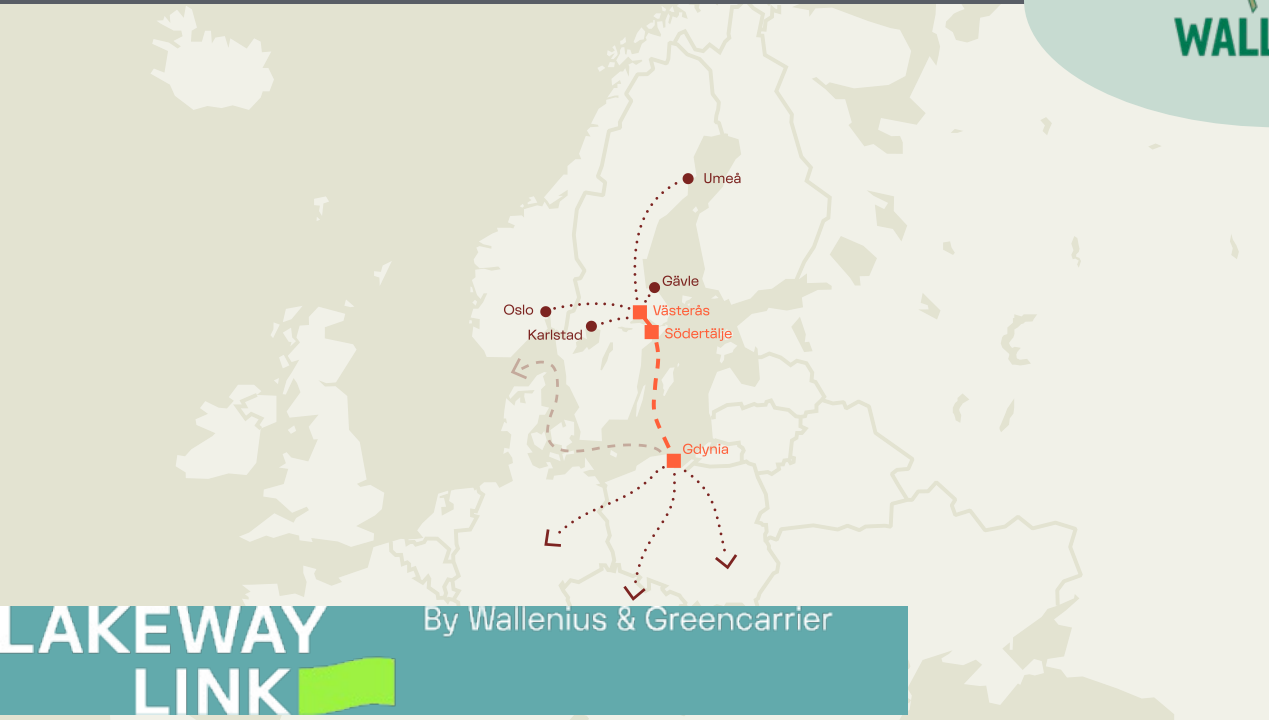 WALL
Umeå
Gävle
Oslo
Västerås
Karlstad
Södertälje
Gdynia
LAKEWAY
LINK
By Wallenius & Greencarrier